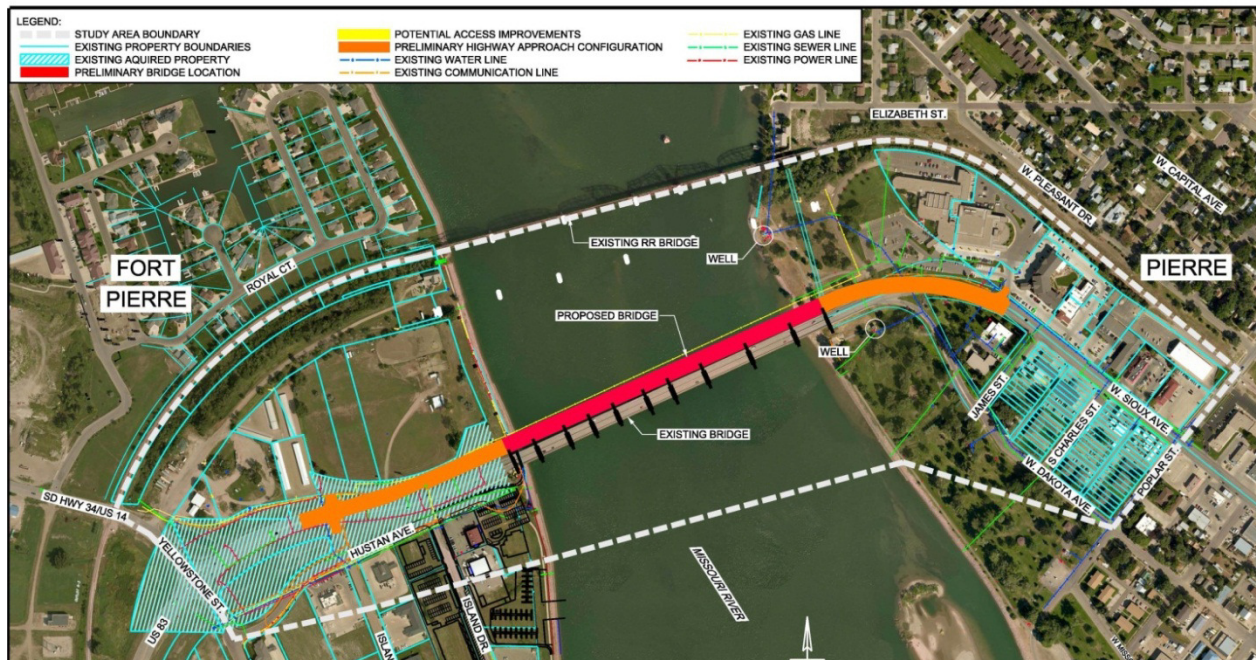 LEGEND:
STUDY AREA BOUNDARY
EXISTING PROPERTY BOUNDARIES
EXISTING AQUIRED PROPERTY
PRELIMINARY BRIDGE LOCATION
POTENTIAL ACCESS IMPROVEMENTS
PRELIMINARY HIGHWAY APPROACH CONFIGURATION
EXISTING WATER LINE
EXISTING COMMUNICATION LINE
EXISTING GAS LINE
EXISTING SEWER LINE
EXISTING POWER LINE
ELIZABETH ST.
W. CAPITAL AVE
W. PLEASANT DR.
EXISTING RR BRIDGE
WELL
FORT
PIERRE
ROYAL CT.
PIERRE
PROPOSED BRIDGE
WELL
JAMES ST.
W. SIOUX AVE.
S CHARLES ST.
EXISTING BRIDGE
W. DAKOTA AVE.
POPLAR ST.
SD HWY 34/US 14
HUSTAN AVE.
YELLOWSTONE ST.
MISSOURI RIVER
ISLAND DR.
US 83